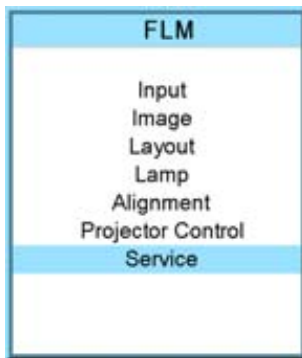 FLM
Input
Image
Layout
Lamp
Alignment
Projector Control
Service